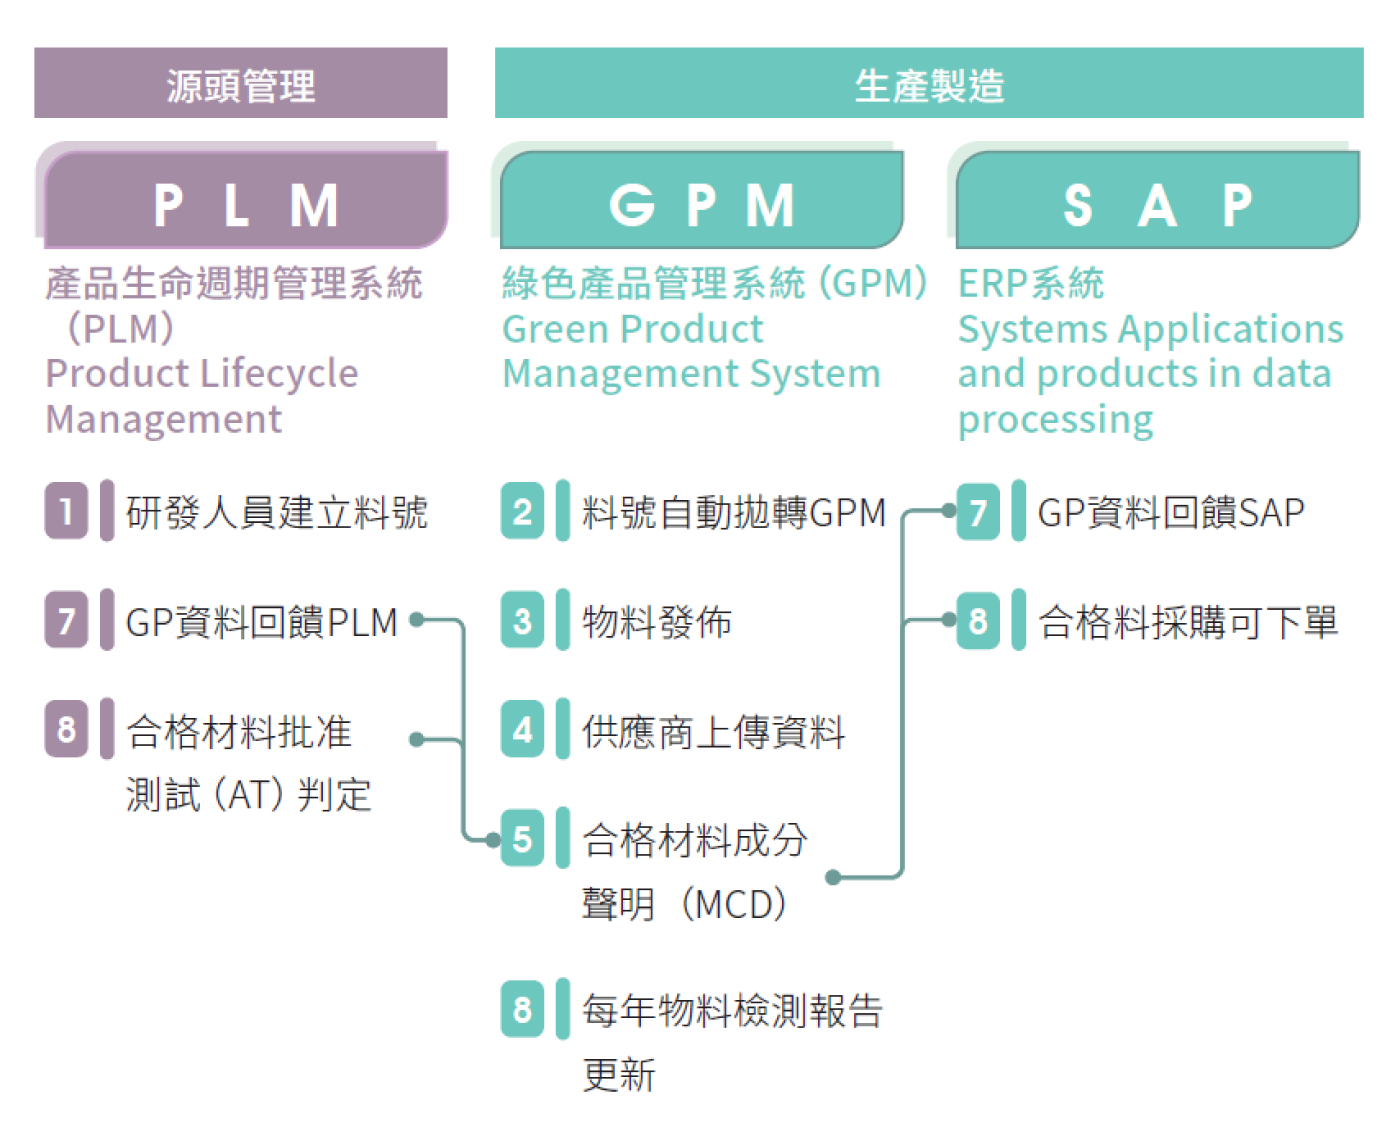 源頭管理
生產製造
PLM
產品生命週期管理系統
（PLM）
Product Lifecycle
Management
1 研發人員建立料號
7 GP資料回饋PLM
8 合格材料批准
測試（AT）判定
GPM
綠色產品管理系統（GPM）
Green Product
Management System
2 料號自動拋轉GPM
3 物料發佈
4 供應商上傳資料
5 合格材料成分
聲明（MCD）
8 每年物料檢測報告
更新
SAP
ERP系統
Systems Applications
and products in data
processing
7 GP資料回饋SAP
8 合格料採購可下單